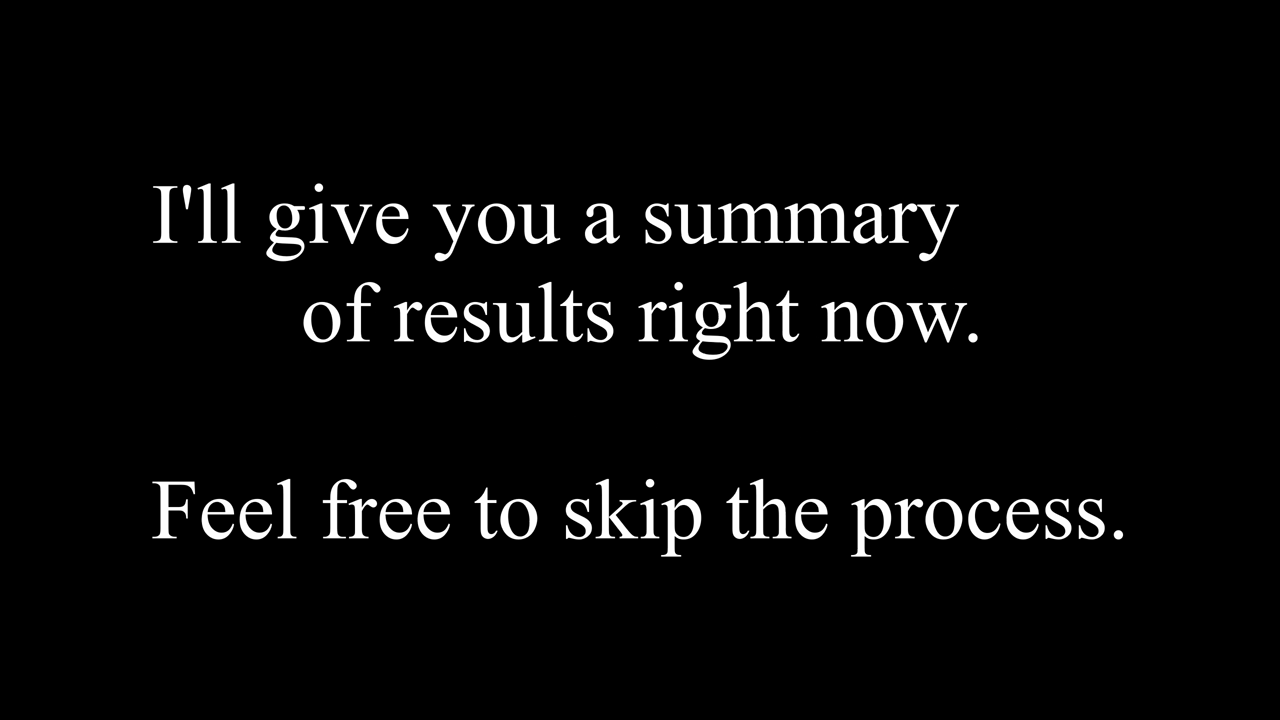 I'll give you a summary
of results right now.
Feel free to skip the process.